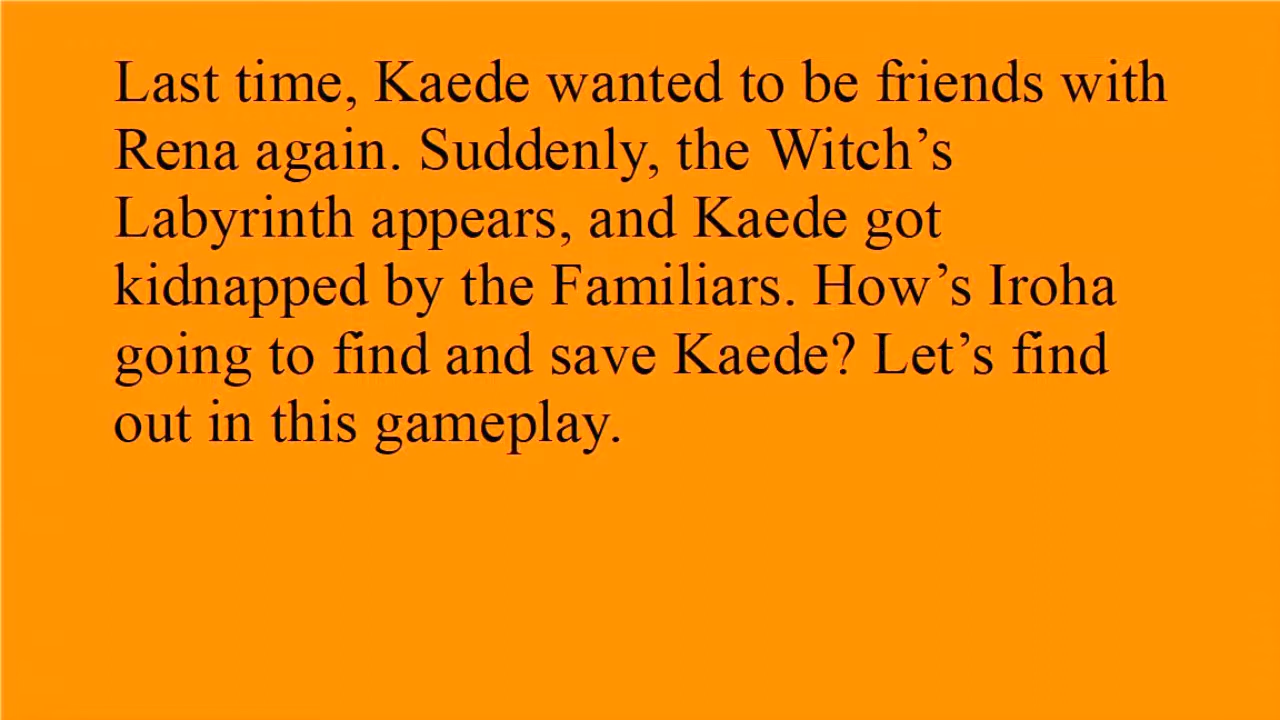 Last time, Kaede wanted to be friends with
Rena again. Suddenly, the Witch’s
Labyrinth appears, and Kaede got
kidnapped by the Familiars. How’s Iroha
going to find and save Kaede? Let’s find
out in this gameplay.